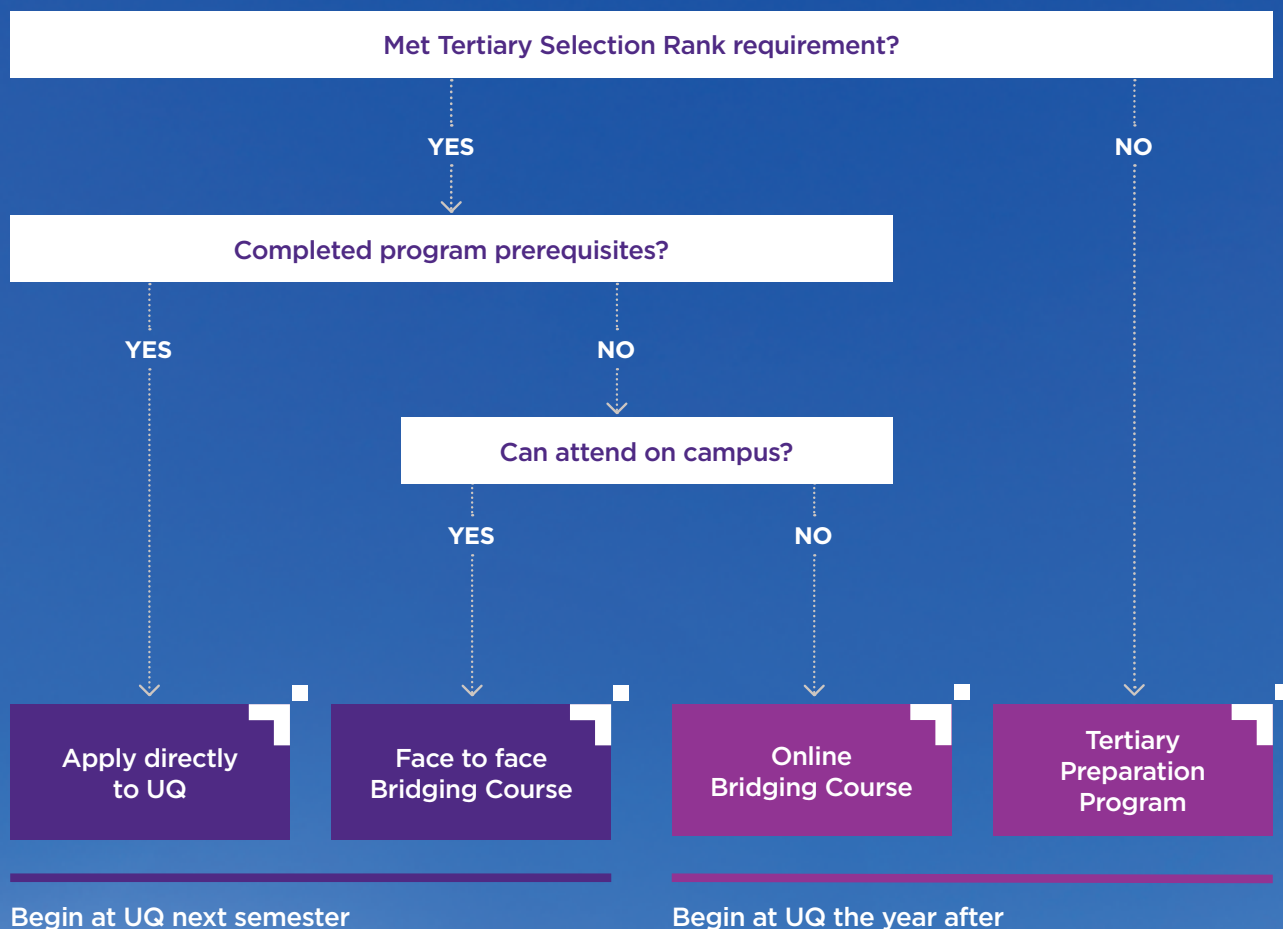 Met Tertiary Selection Rank requirement?
YES
NO
Completed program prerequisites?
YES
NO
Can attend on campus?
YES
NO
Apply directly
to UQ
Face to face
Bridging Course
Online
Bridging Course
Tertiary
Preparation
Program
Begin at UQ next semester
Begin at UQ the year after